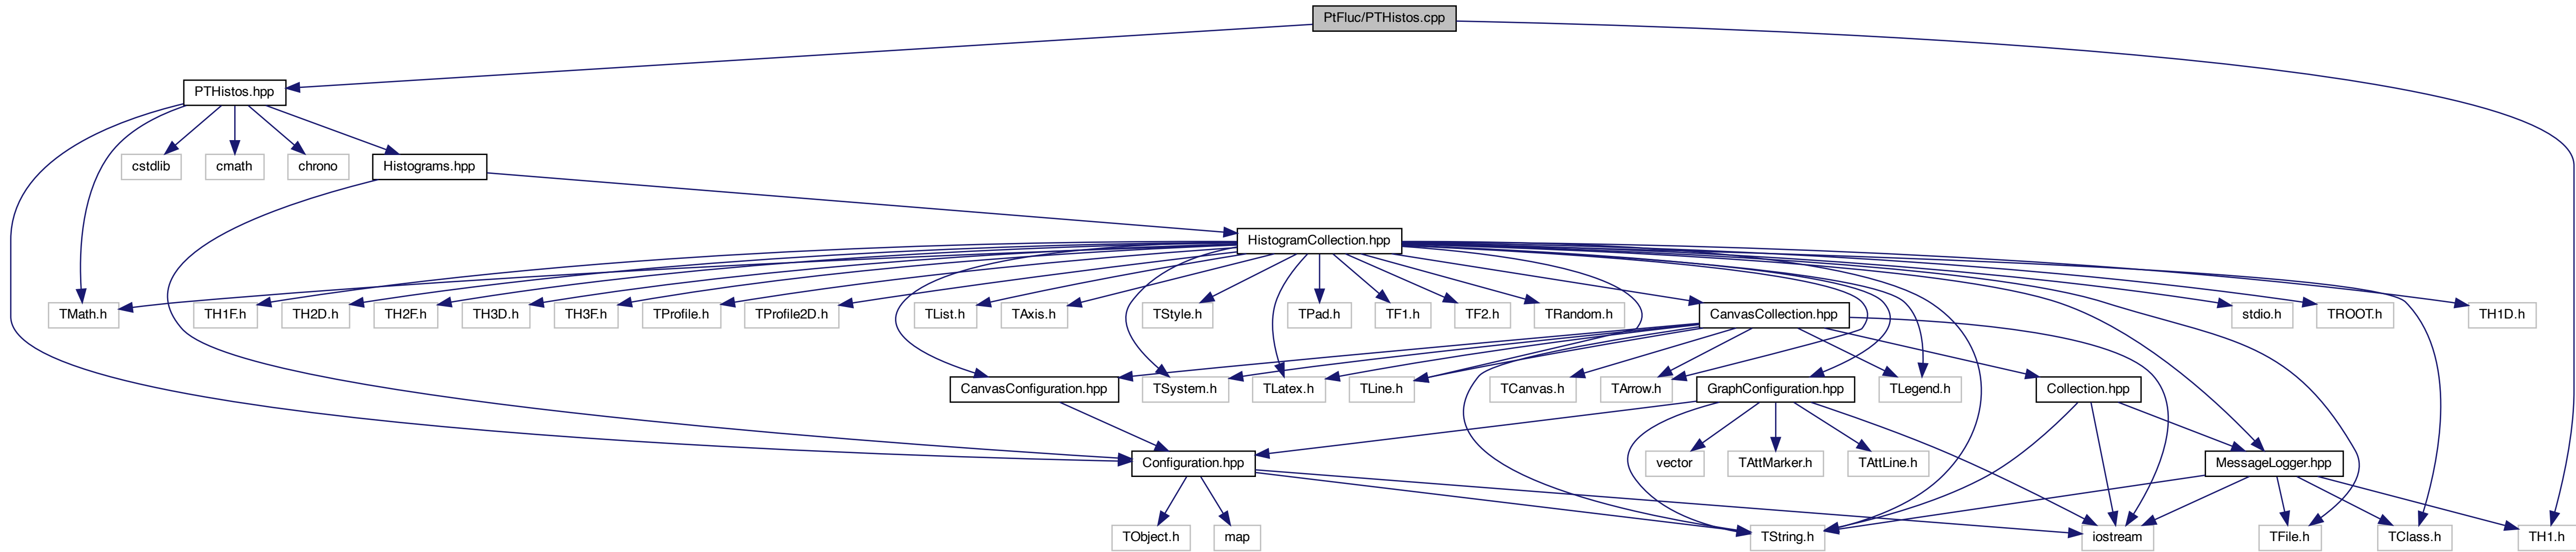 PtFluc/PTHistos.cpp
PTHistos.hpp
cstdlib
cmath
chrono
Histograms.hpp
HistogramCollection.hpp
TMath.h
TH1F.h
TH2D.h
TH2F.h
TH3D.h
TH3F.h
TProfile.h
TProfile2D.h
TList.h
TAxis.h
TStyle.h
TPad.h
TF1.h
TF2.h
TRandom.h
CanvasCollection.hpp
stdio.h
TROOT.h
TH1D.h
CanvasConfiguration.hpp
TSystem.h
TLatex.h
TLine.h
TCanvas.h
TArrow.h
GraphConfiguration.hpp
TLegend.h
Collection.hpp
Configuration.hpp
vector
TAttMarker.h
TAttLine.h
MessageLogger.hpp
TObject.h
map
TString.h
iostream
TFile.h
TClass.h
TH1.h